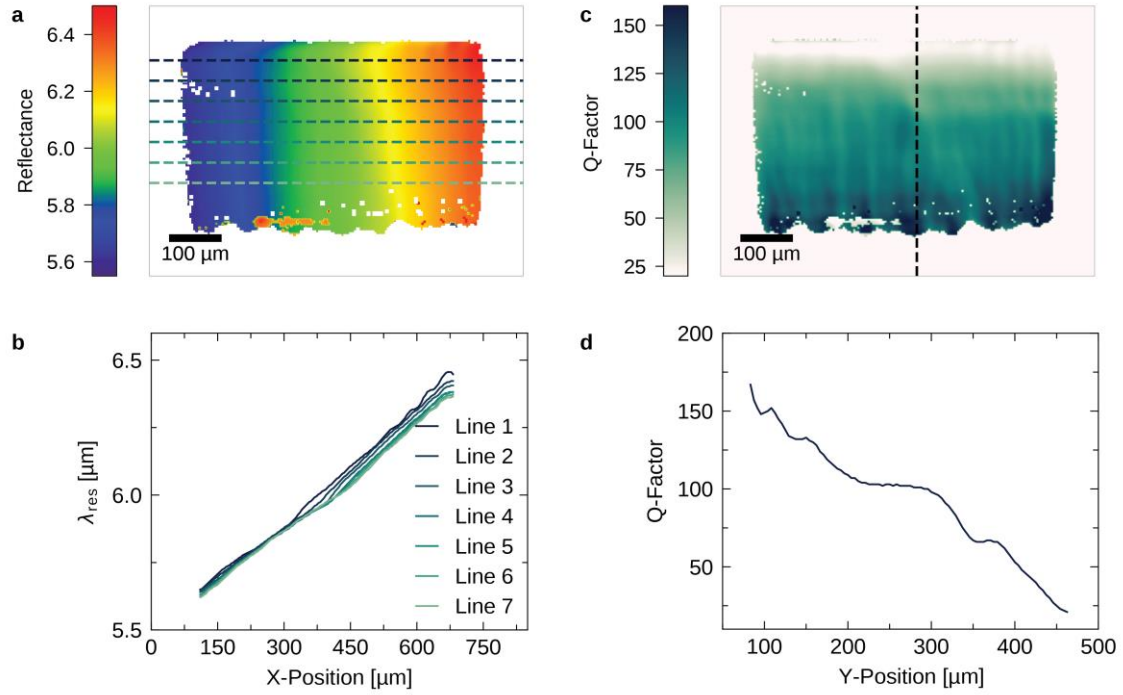 a
6.4
6.2
6.0
5.8
5.6
Reflectance
100 µm
c
150
125
100
75
50
25
Q-Factor
100 µm
b
6.5
6.0
5.5
λres [µm]
0 150 300 450 600 750
X-Position [µm]
Line 1
Line 2
Line 3
Line 4
Line 5
Line 6
Line 7
d
200
150
100
50
Q-Factor
100 200 300 400 500
Y-Position [µm]